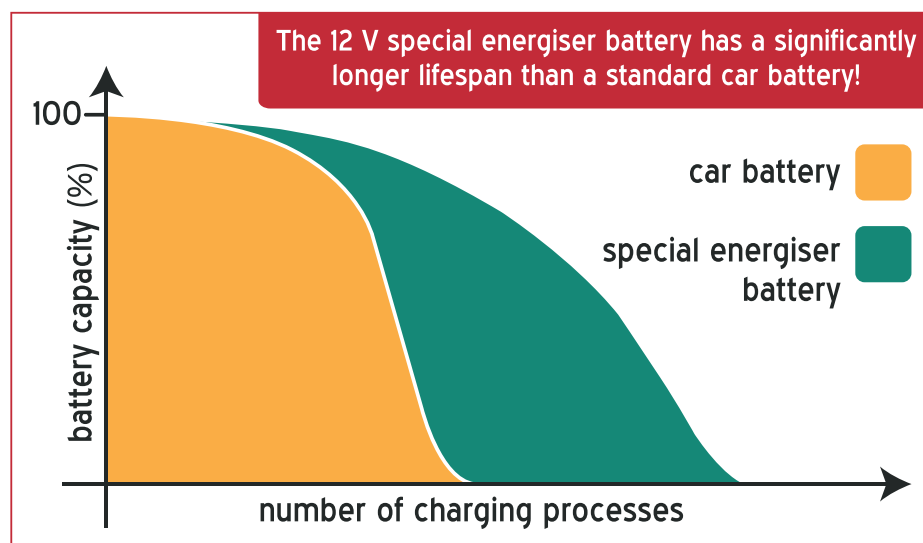 The 12 V special energiser battery has a significantly
longer lifespan than a standard car battery!
100
battery capacity (%)
car battery
special energiser
battery
number of charging processes